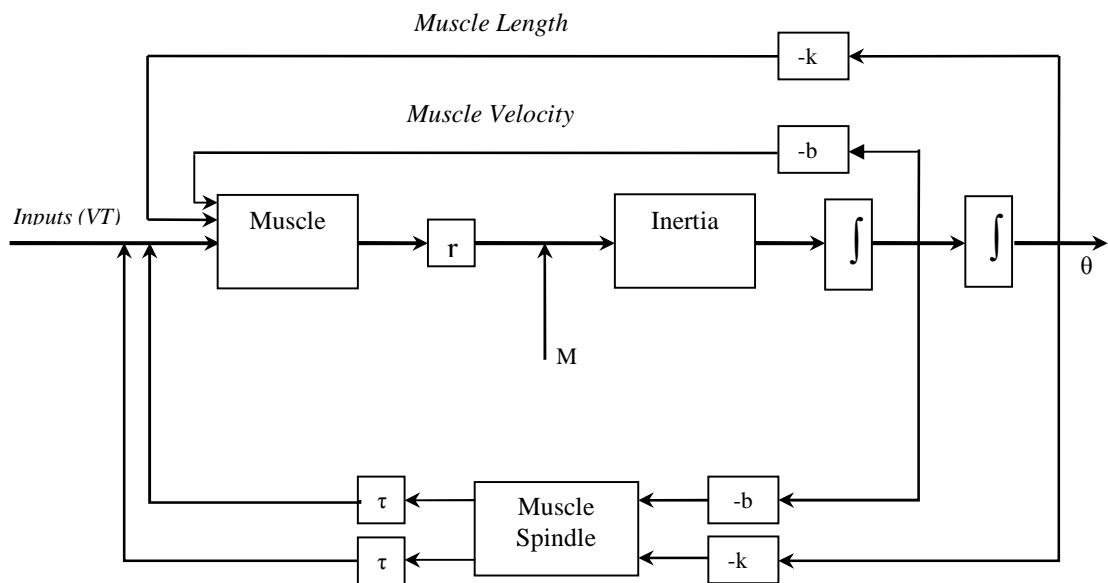 Muscle Length
-k
Muscle Velocity
-b
Inputs (VT)
Muscle
r
Inertia
∫
∫
θ
M
τ
Muscle
Spindle
-b
τ
-k